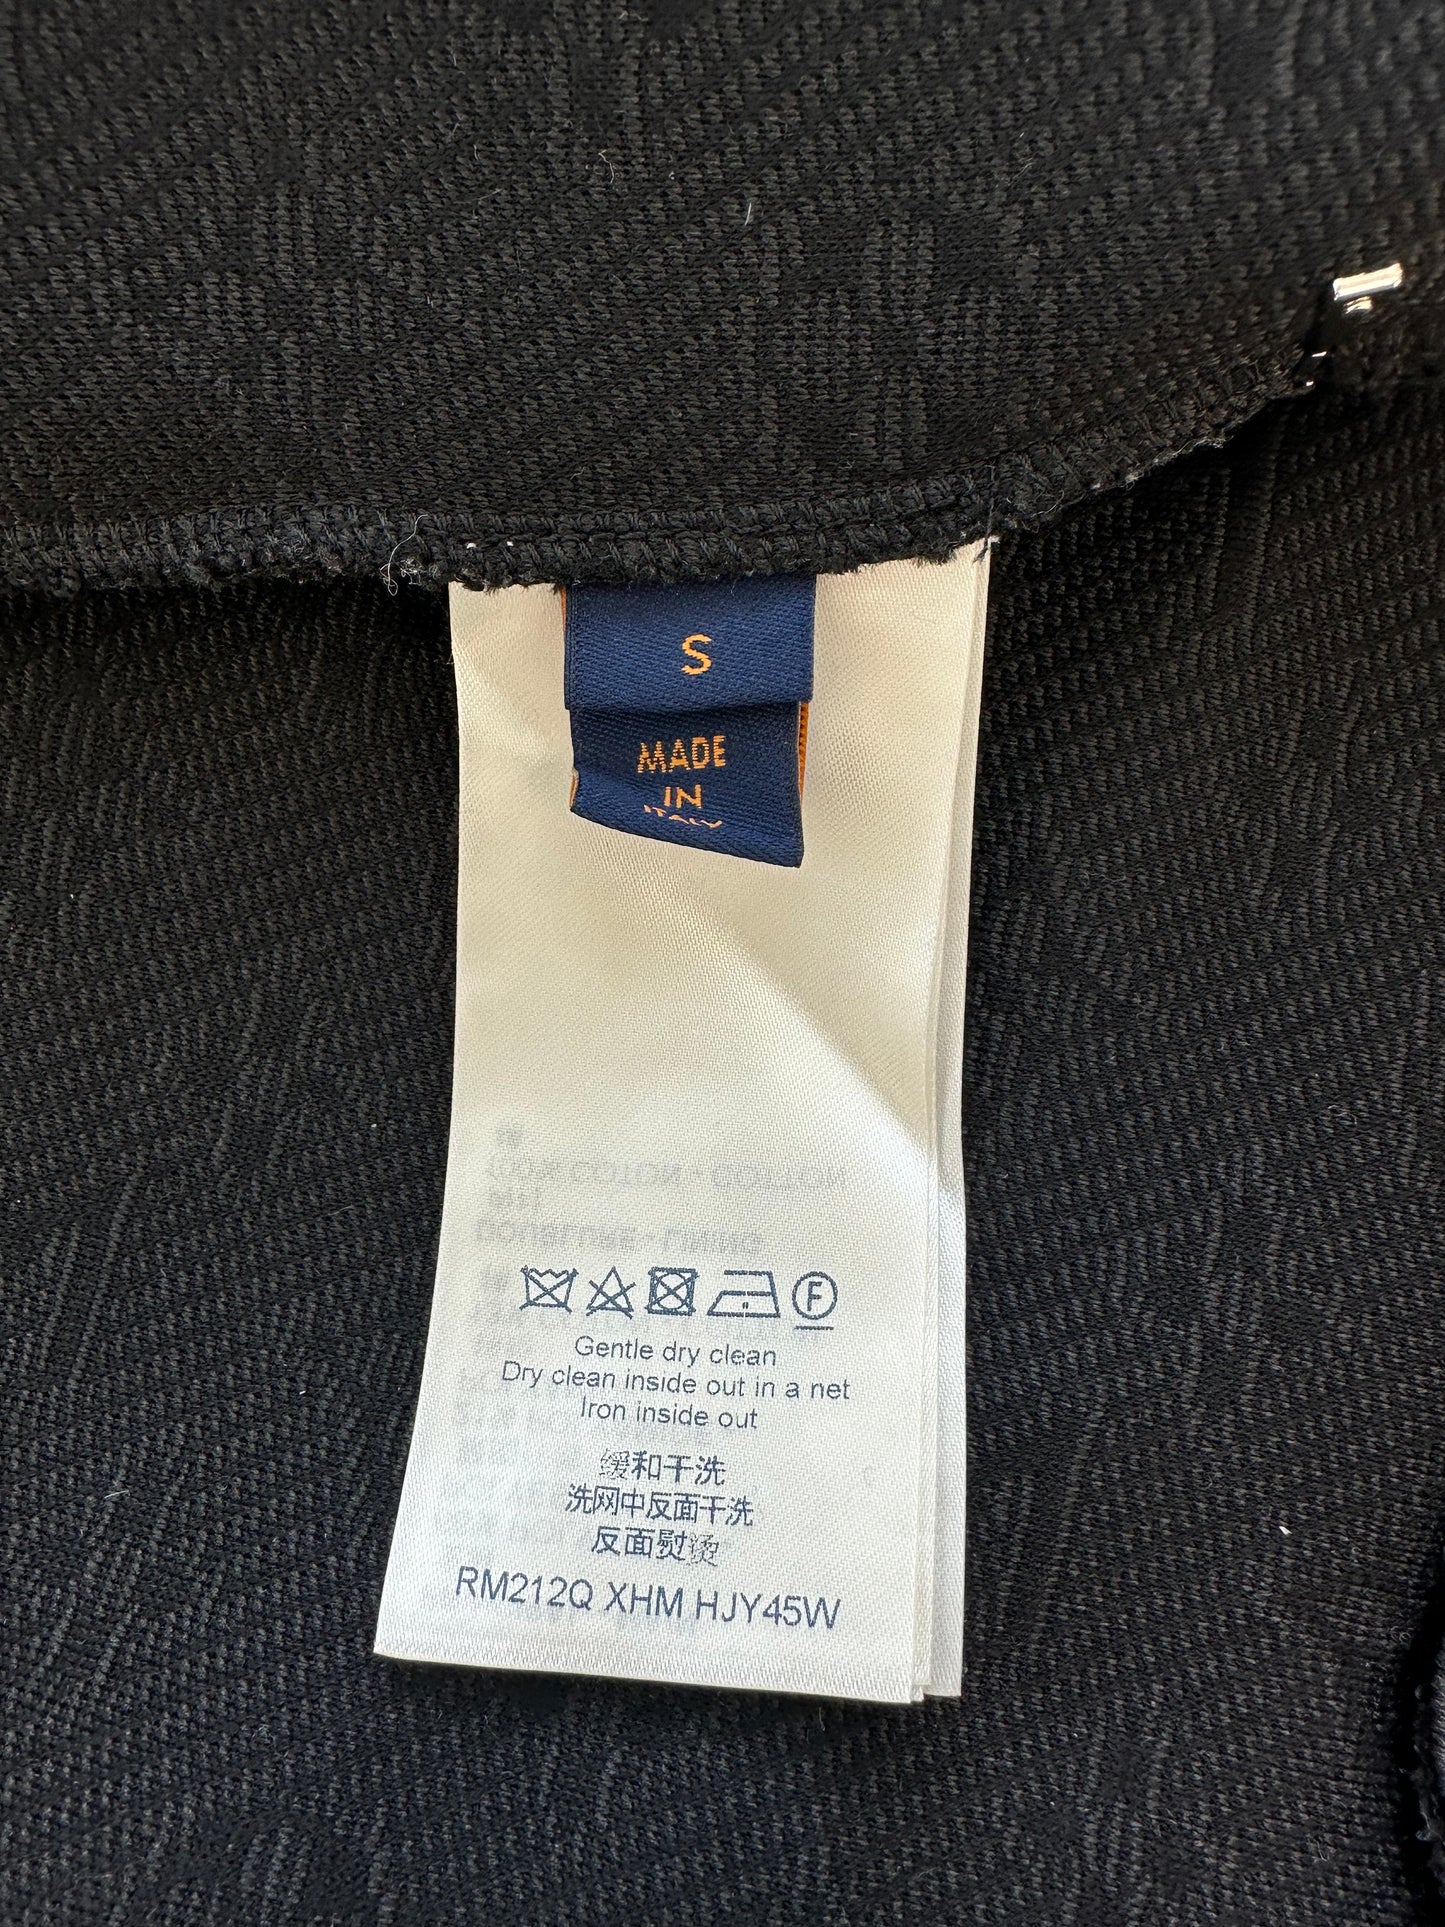 S
MADE
IN
ITALY
F
Gentle dry clean
Dry clean inside out in a net
Iron inside out
缓和干洗
洗网中反面干洗
反面熨烫
RM212Q XHM HJY45W